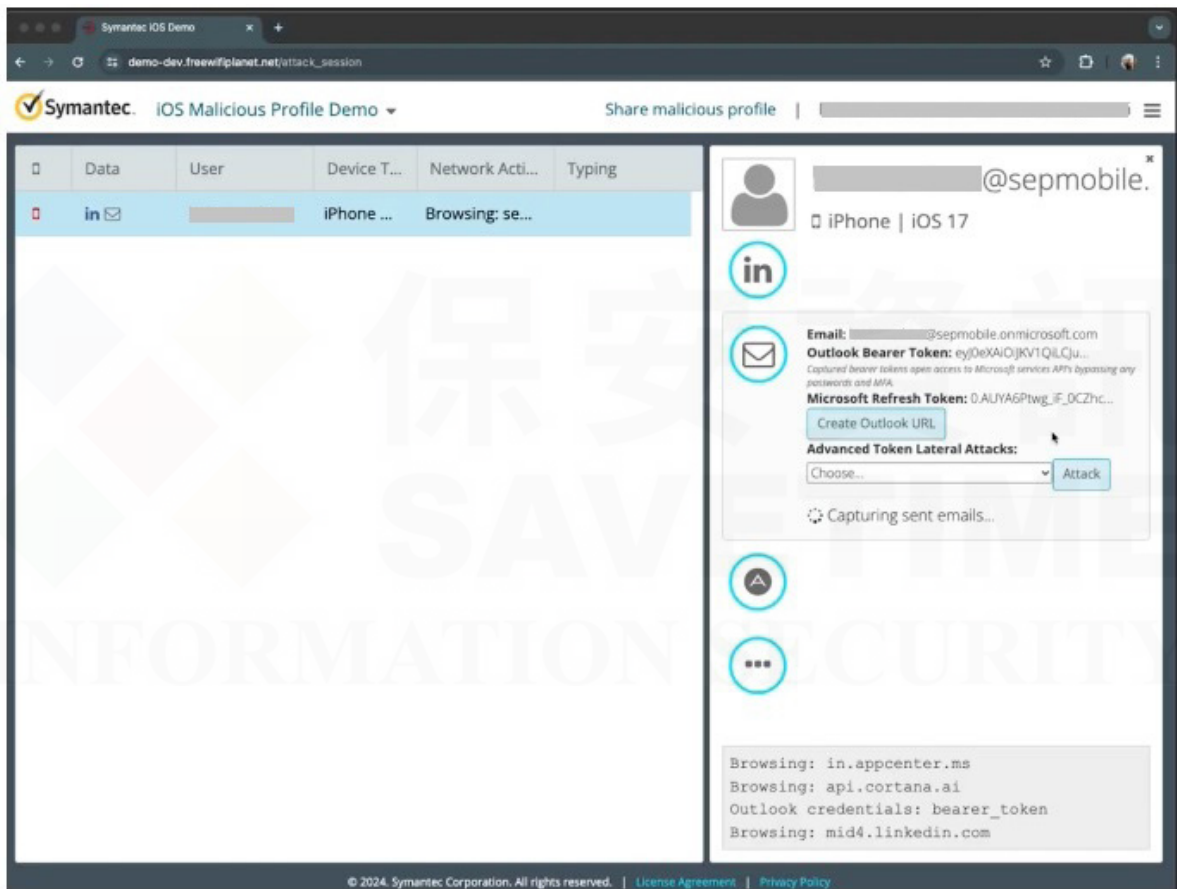 Symantec iOS Demo
demo-dev.freewifiplanet.net/attack_session
Symantec. iOS Malicious Profile Demo
Share malicious profile |
Data User Device T... Network Acti... Typing
in iPhone ... Browsing: se...
@sepmobile.
iPhone | iOS 17
in
Email: @sepmobile.onmicrosoft.com
Outlook Bearer Token: eyJ0eXAiOiJKV1QiLCJu...
Captured bearer tokens open access to Microsoft services APIs bypassing any
passwords and MFA.
Microsoft Refresh Token: 0.AUYA6Ptwg_iF_0CZhc...
Create Outlook URL
Advanced Token Lateral Attacks:
Choose... Attack
Capturing sent emails...
Browsing: in.appcenter.ms
Browsing: api.cortana.ai
Outlook credentials: bearer_token
Browsing: mid4.linkedin.com
保安資訊
SAVETIME
INFORMATION SECURITY
© 2024. Symantec Corporation. All rights reserved. | License Agreement | Privacy Policy